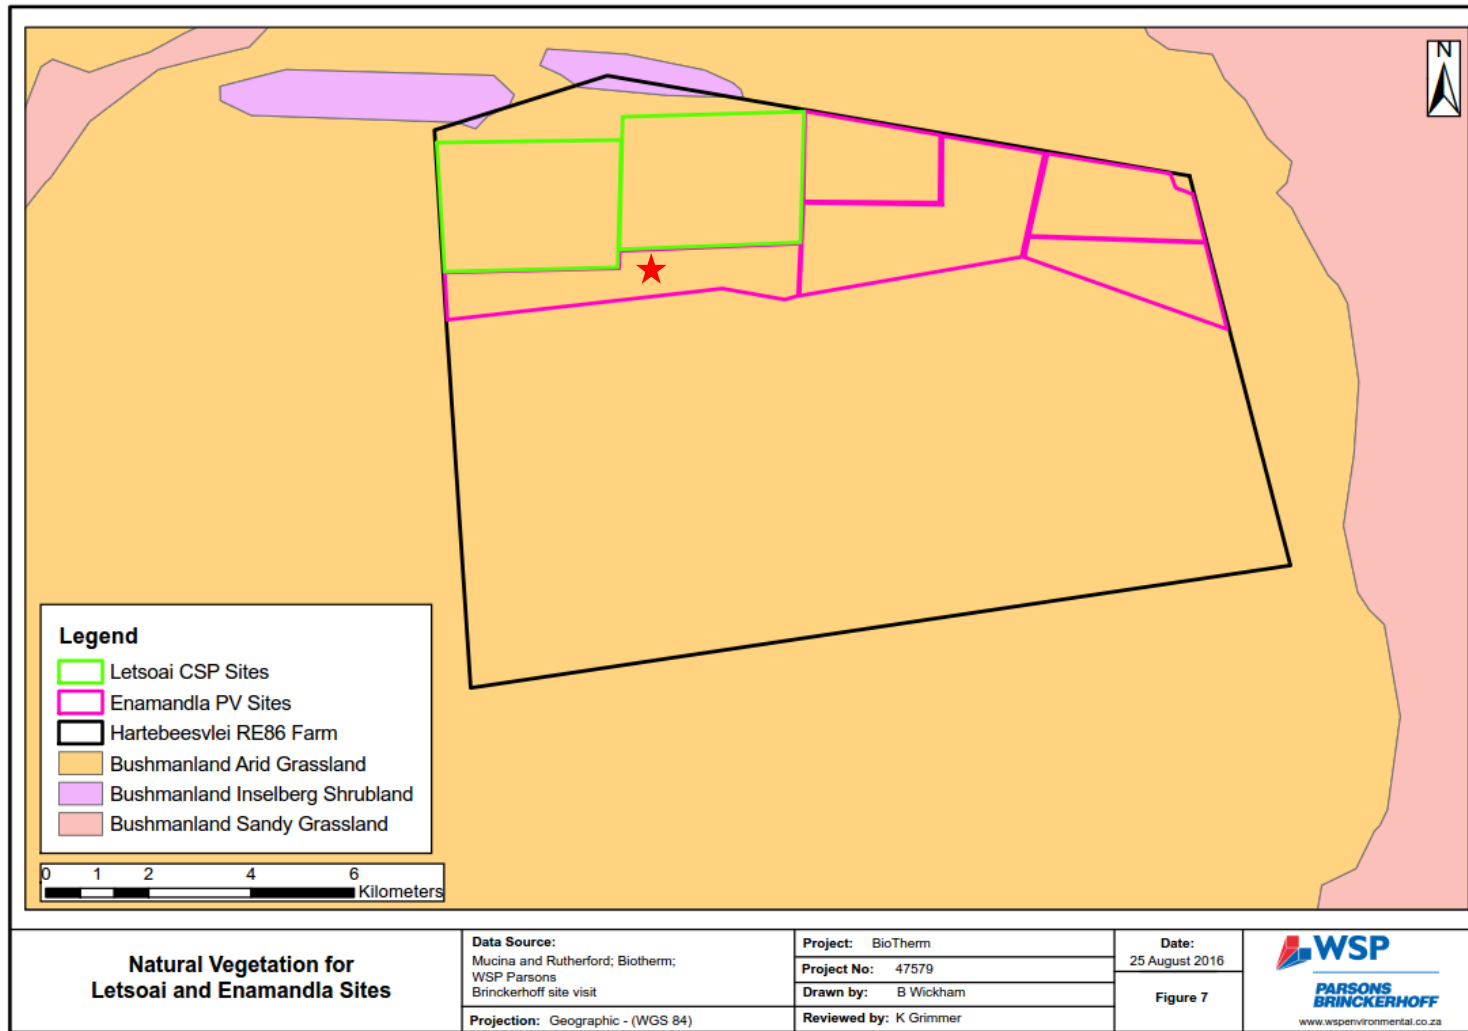 N
Legend
Letsoai CSP Sites
Enamandla PV Sites
Hartebeesvlei RE86 Farm
Bushmanland Arid Grassland
Bushmanland Inselberg Shrubland
Bushmanland Sandy Grassland
0 1 2 4 6
Kilometers
Natural Vegetation for
Letsoai and Enamandla Sites
Data Source:
Mucina and Rutherford; Biotherm;
WSP Parsons
Brinckerhoff site visit
Projection: Geographic - (WGS 84)
Project: BioTherm
Project No: 47579
Drawn by: B Wickham
Reviewed by: K Grimmer
Date:
25 August 2016
Figure 7
WSP
PARSONS
BRINCKERHOFF
www.wspenvironmental.co.za